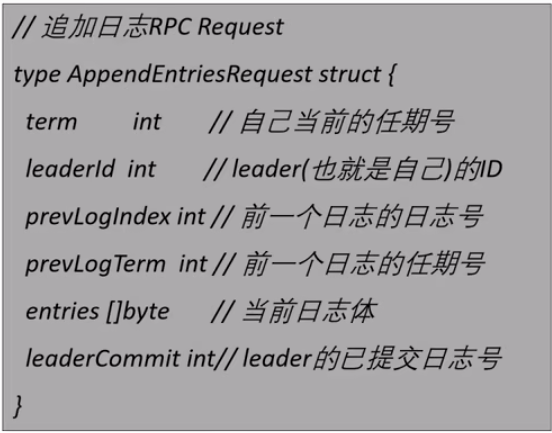 // 追加日志RPC Request
type AppendEntriesRequest struct {
term int // 自己当前的任期号
leaderId int // leader(也就是自己)的ID
prevLogIndex int // 前一个日志的日志号
prevLogTerm int // 前一个日志的任期号
entries []byte // 当前日志体
leaderCommit int// leader的已提交日志号
}